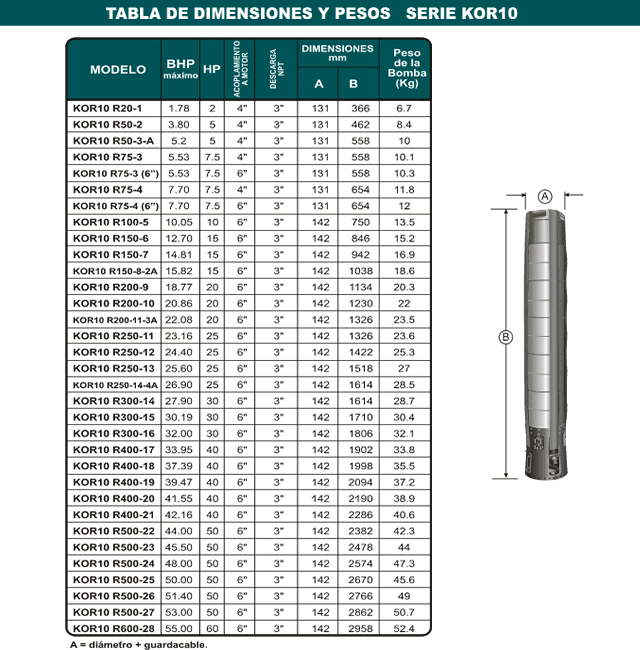 TABLA DE DIMENSIONES Y PESOS SERIE KOR10
MODELO BHP máximo HP ACOPLAMIENTO A MOTOR DESCARGA NPT DIMENSIONES mm A B Peso de la Bomba (Kg)
KOR10 R20-1 1.78 2 4" 3" 131 366 6.7
KOR10 R50-2 3.80 5 4" 3" 131 462 8.4
KOR10 R50-3-A 5.2 5 4" 3" 131 558 10
KOR10 R75-3 5.53 7.5 4" 3" 131 558 10.1
KOR10 R75-3 (6") 5.53 7.5 6" 3" 131 558 10.3
KOR10 R75-4 7.70 7.5 4" 3" 131 654 11.8
KOR10 R75-4 (6") 7.70 7.5 6" 3" 131 654 12
KOR10 R100-5 10.05 10 6" 3" 142 750 13.5
KOR10 R150-6 12.70 15 6" 3" 142 846 15.2
KOR10 R150-7 14.81 15 6" 3" 142 942 16.9
KOR10 R150-8-2A 15.82 15 6" 3" 142 1038 18.6
KOR10 R200-9 18.77 20 6" 3" 142 1134 20.3
KOR10 R200-10 20.86 20 6" 3" 142 1230 22
KOR10 R200-11-3A 22.08 20 6" 3" 142 1326 23.5
KOR10 R250-11 23.16 25 6" 3" 142 1326 23.6
KOR10 R250-12 24.40 25 6" 3" 142 1422 25.3
KOR10 R250-13 25.60 25 6" 3" 142 1518 27
KOR10 R250-14-4A 26.90 25 6" 3" 142 1614 28.5
KOR10 R300-14 27.90 30 6" 3" 142 1614 28.7
KOR10 R300-15 30.19 30 6" 3" 142 1710 30.4
KOR10 R300-16 32.00 30 6" 3" 142 1806 32.1
KOR10 R400-17 33.95 40 6" 3" 142 1902 33.8
KOR10 R400-18 37.39 40 6" 3" 142 1998 35.5
KOR10 R400-19 39.47 40 6" 3" 142 2094 37.2
KOR10 R400-20 41.55 40 6" 3" 142 2190 38.9
KOR10 R400-21 42.16 40 6" 3" 142 2286 40.6
KOR10 R500-22 44.00 50 6" 3" 142 2382 42.3
KOR10 R500-23 45.50 50 6" 3" 142 2478 44
KOR10 R500-24 48.00 50 6" 3" 142 2574 47.3
KOR10 R500-25 50.00 50 6" 3" 142 2670 45.6
KOR10 R500-26 51.40 50 6" 3" 142 2766 49
KOR10 R500-27 53.00 50 6" 3" 142 2862 50.7
KOR10 R600-28 55.00 60 6" 3" 142 2958 52.4
A = diámetro + guardacable.
A
B